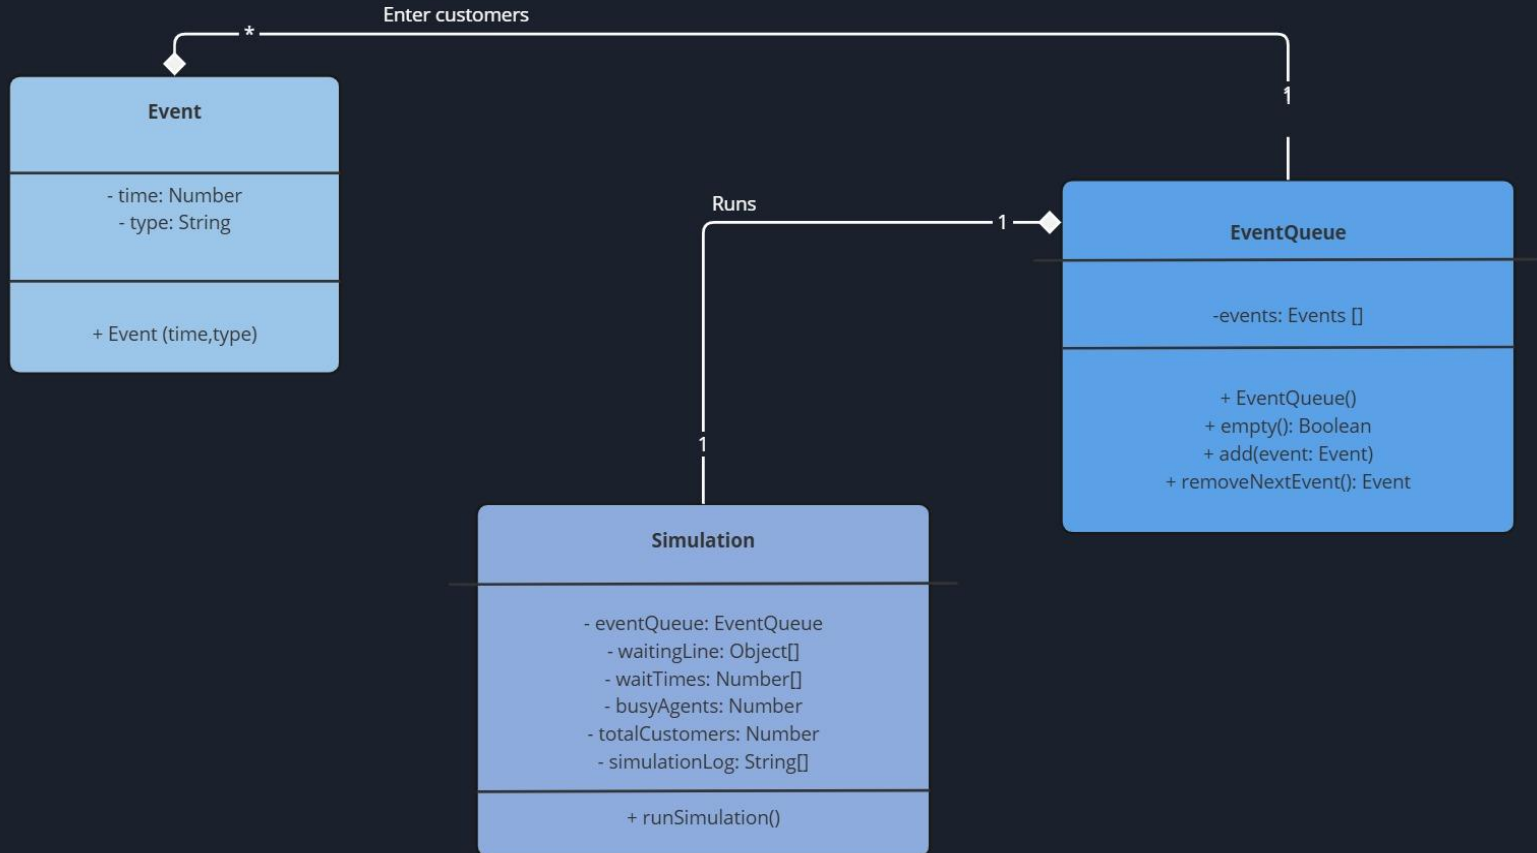 Enter customers
*
1
Event
- time: Number
- type: String
+ Event (time,type)
Runs
1
1
EventQueue
-events: Events []
+ EventQueue()
+ empty(): Boolean
+ add(event: Event)
+ removeNextEvent(): Event
Simulation
- eventQueue: EventQueue
- waitingLine: Object[]
- waitTimes: Number[]
- busyAgents: Number
- totalCustomers: Number
- simulationLog: String[]
+ runSimulation()